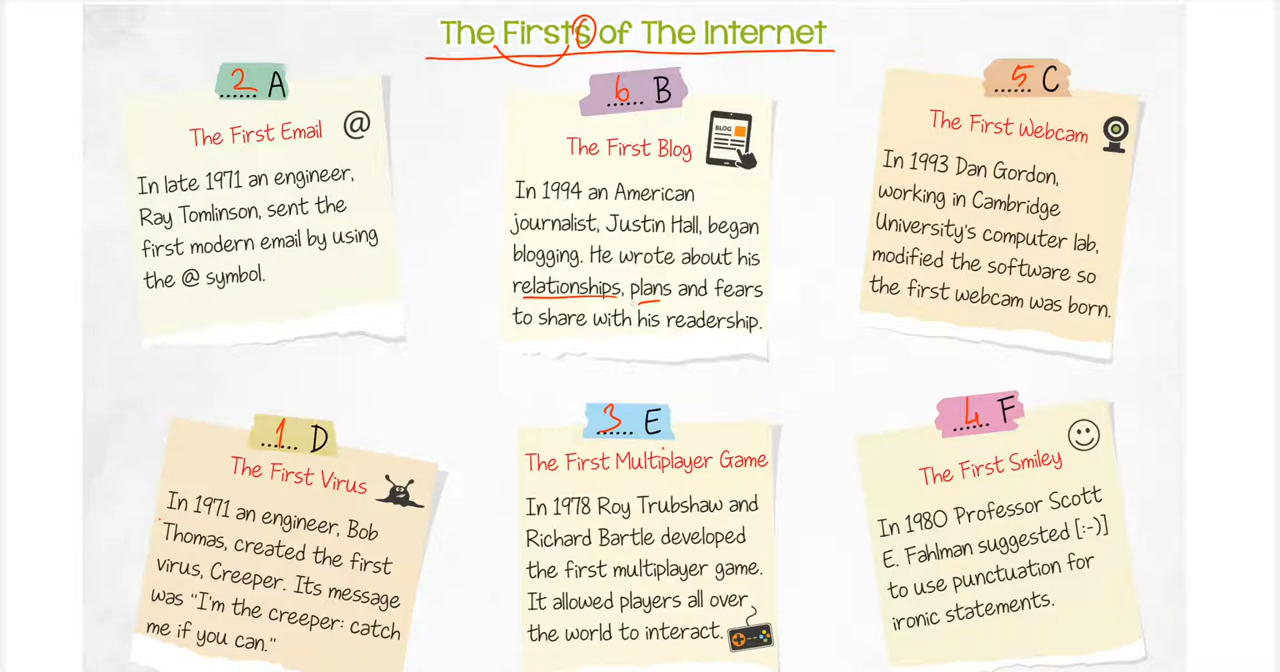 The Firsts of The Internet
2 ...... A
The First Email @
In late 1971 an engineer,
Ray Tomlinson, sent the
first modern email by using
the @ symbol.
6 ...... B
BLOG
The First Blog
In 1994 an American
journalist, Justin Hall, began
blogging. He wrote about his
relationships, plans and fears
to share with his readership.
5 ...... C
The First Webcam
In 1993 Dan Gordon,
working in Cambridge
University's computer lab,
modified the software so
the first webcam was born.
1 ...... D
The First Virus
In 1971 an engineer, Bob
Thomas, created the first
virus, Creeper. Its message
was "I'm the creeper: catch
me if you can."
3 ...... E
The First Multiplayer Game
In 1978 Roy Trubshaw and
Richard Bartle developed
the first multiplayer game.
It allowed players all over
the world to interact.
4 ...... F
The First Smiley
In 1980 Professor Scott
E. Fahlman suggested [:-)]
to use punctuation for
ironic statements.